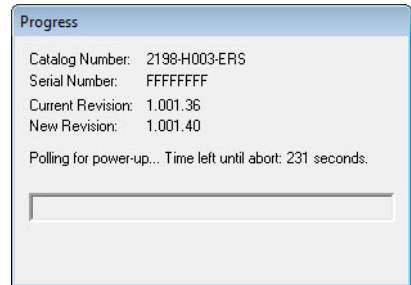 Progress
Catalog Number: 2198-H003-ERS
Serial Number: FFFFFFFF
Current Revision: 1.001.36
New Revision: 1.001.40
Polling for power-up... Time left until abort: 231 seconds.